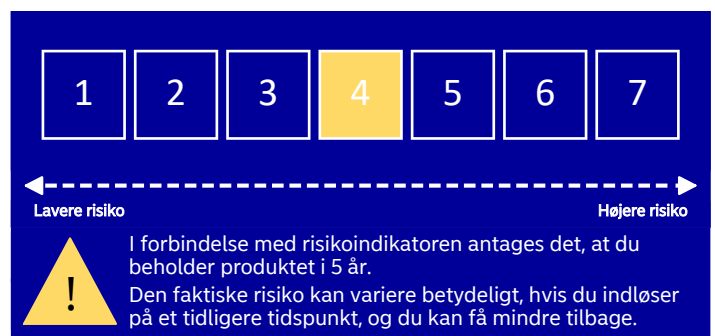 1 2 3 4 5 6 7
Lavere risiko Højere risiko
I forbindelse med risikoindikatoren antages det, at du
beholder produktet i 5 år.
!
Den faktiske risiko kan variere betydeligt, hvis du indløser
på et tidligere tidspunkt, og du kan få mindre tilbage.